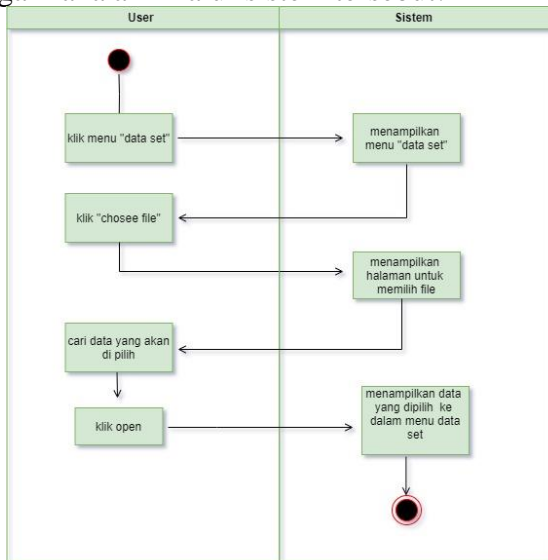 User
Sistem
klik menu "data set"
menampilkan
menu "data set"
klik "chosee file"
menampilkan
halaman untuk
memilih file
cari data yang akan
di pilih
klik open
menampilkan data
yang dipilih ke
dalam menu data
set